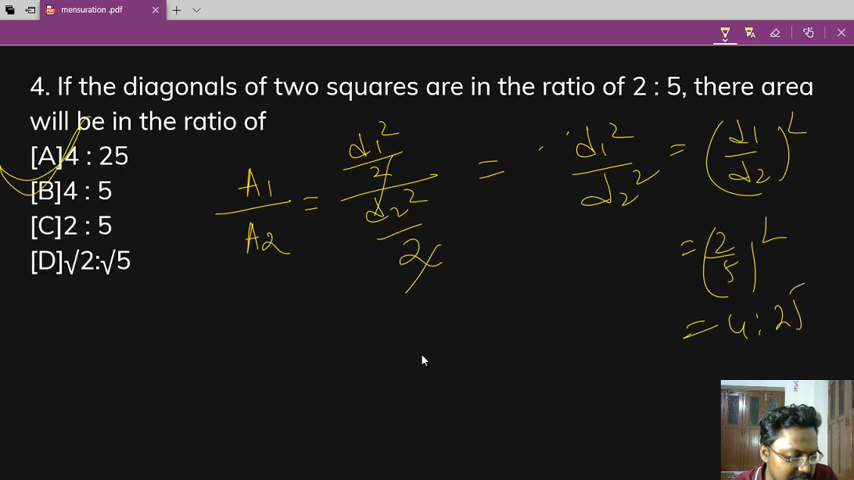 mensuration .pdf
4. If the diagonals of two squares are in the ratio of 2 : 5, there area
will be in the ratio of
[A]4 : 25
[B]4 : 5
[C]2 : 5
[D]√2:√5
A1/A2 = (d1²/2)/(d2²/2) = d1²/d2² = (d1/d2)²
= (2/5)²
= 4:25